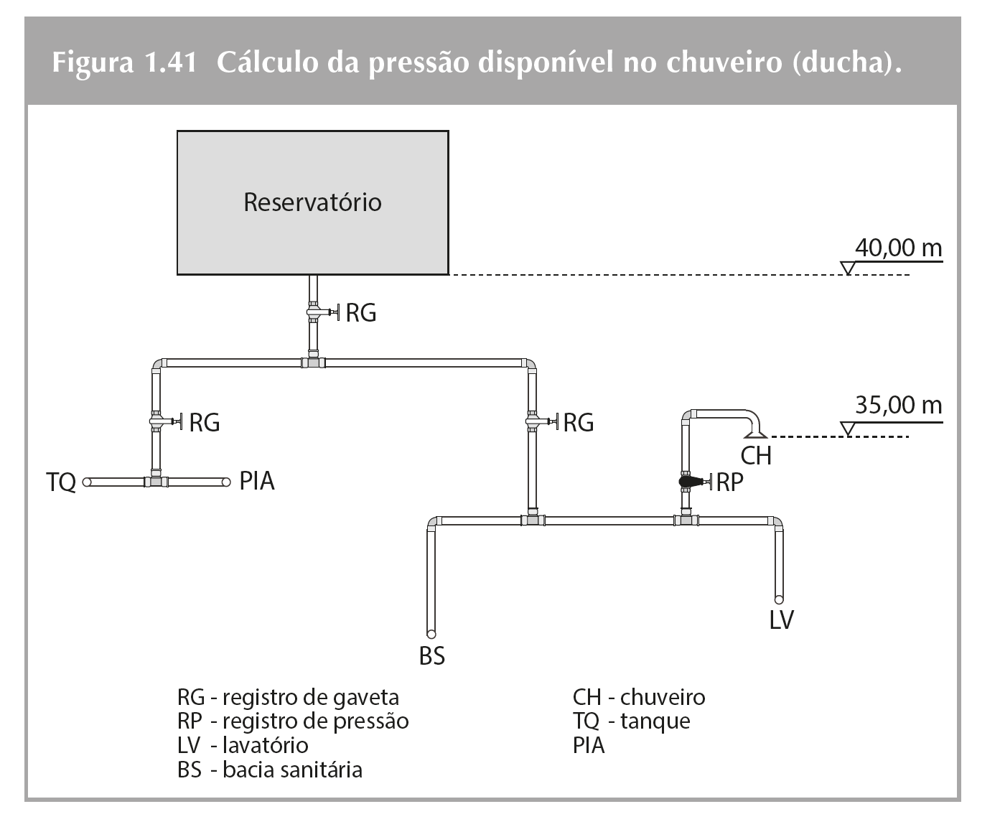 Figura 1.41 Cálculo da pressão disponível no chuveiro (ducha).
Reservatório
40,00 m
RG
35,00 m
RG
RG
CH
TQ
PIA
RP
LV
BS
RG - registro de gaveta
RP - registro de pressão
LV - lavatório
BS - bacia sanitária
CH - chuveiro
TQ - tanque
PIA